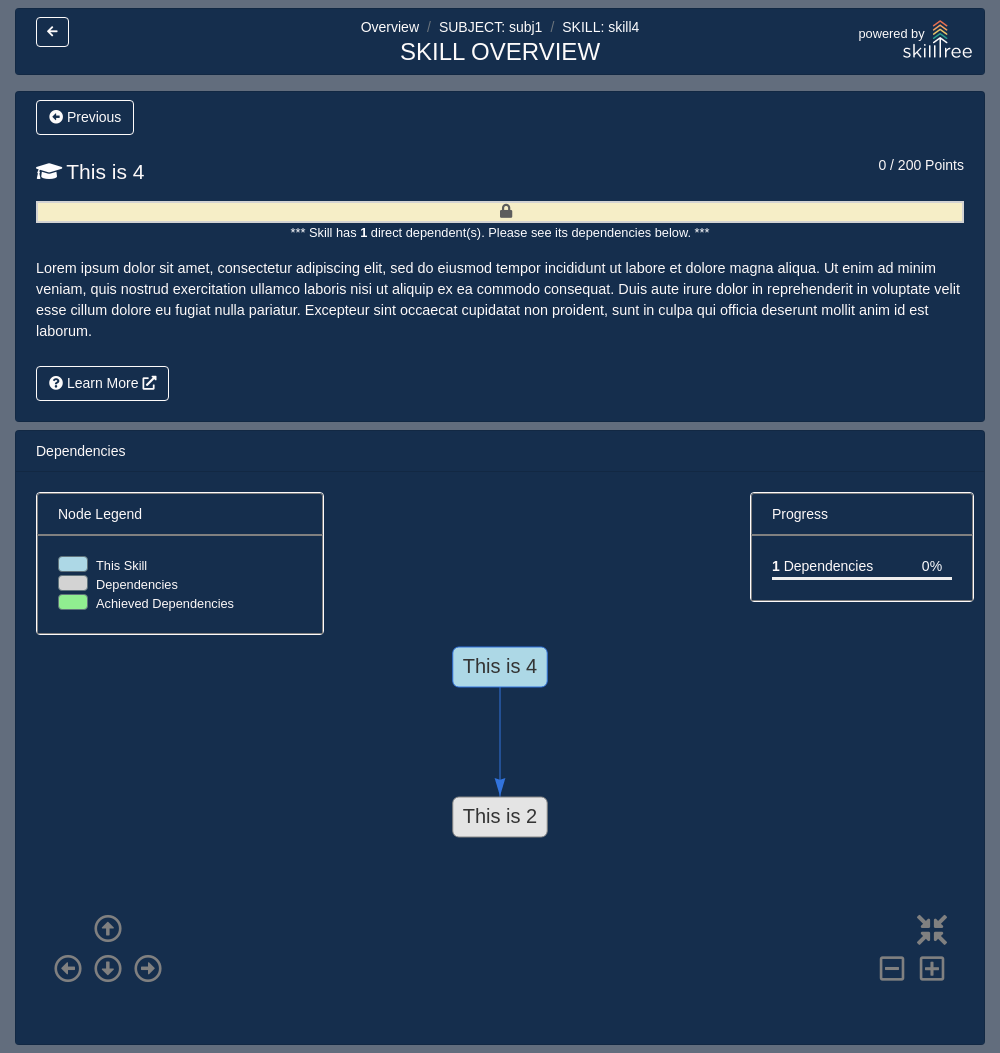 Overview / SUBJECT: subj1 / SKILL: skill4
SKILL OVERVIEW
powered by
skilltree
Previous
This is 4
0 / 200 Points
*** Skill has 1 direct dependent(s). Please see its dependencies below. ***
Lorem ipsum dolor sit amet, consectetur adipiscing elit, sed do eiusmod tempor incididunt ut labore et dolore magna aliqua. Ut enim ad minim
veniam, quis nostrud exercitation ullamco laboris nisi ut aliquip ex ea commodo consequat. Duis aute irure dolor in reprehenderit in voluptate velit
esse cillum dolore eu fugiat nulla pariatur. Excepteur sint occaecat cupidatat non proident, sunt in culpa qui officia deserunt mollit anim id est
laborum.
Learn More
Dependencies
Node Legend
This Skill
Dependencies
Achieved Dependencies
Progress
1 Dependencies 0%
This is 4
This is 2